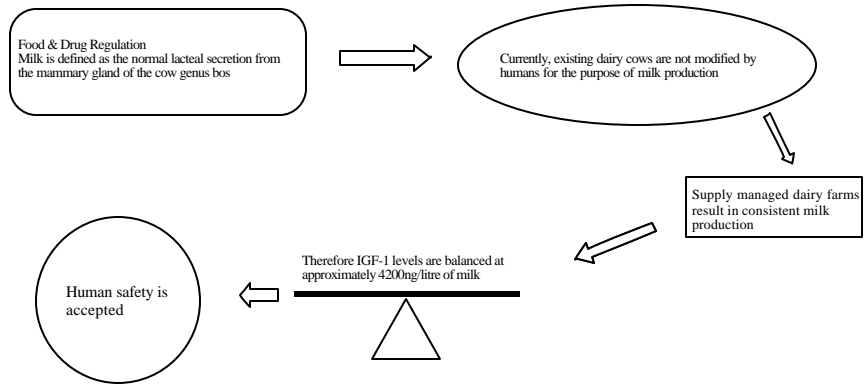 Food & Drug Regulation
Milk is defined as the normal lacteal secretion from
the mammary gland of the cow genus bos
Currently, existing dairy cows are not modified by
humans for the purpose of milk production
Supply managed dairy farms
result in consistent milk
production
Therefore IGF-1 levels are balanced at
approximately 4200ng/litre of milk
Human safety is
accepted